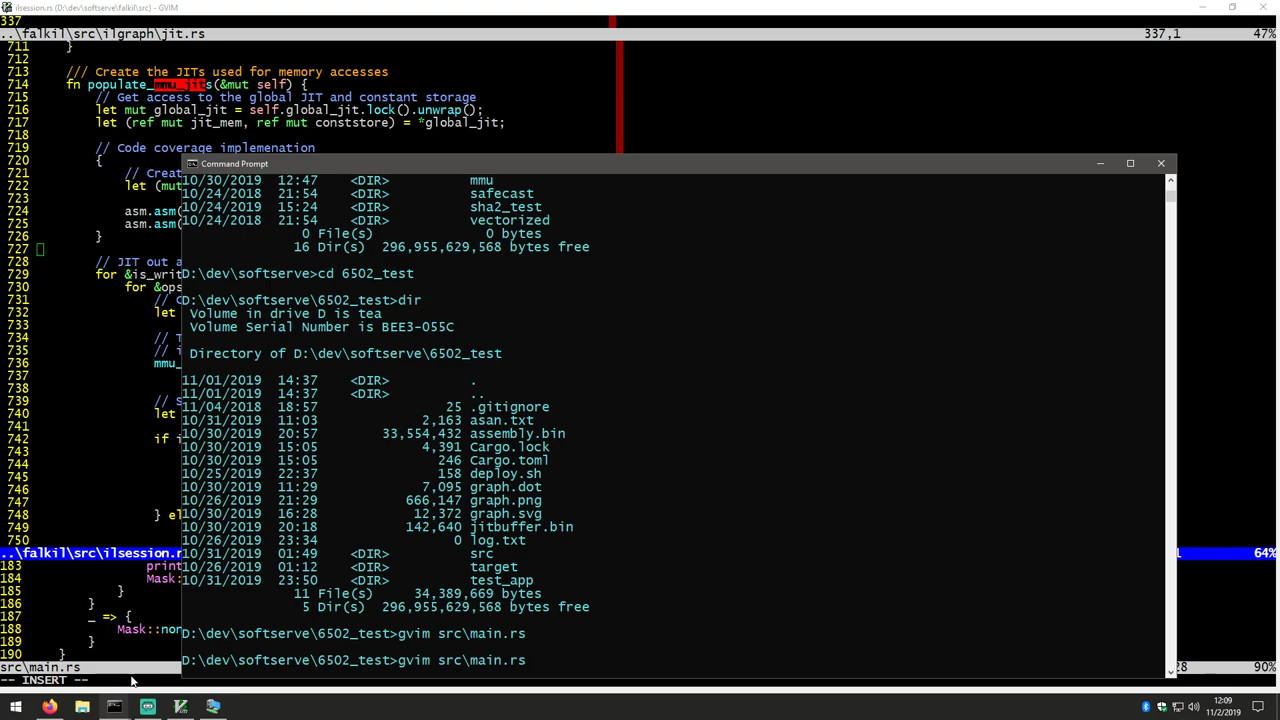 ilsession.rs (D:\dev\softserve\falkil\src) - GVIM
337
..\falkil\src\ilgraph\jit.rs 337,1 47%
711 }
712
713 /// Create the JITs used for memory accesses
714 fn populate_mmu_jits(&mut self) {
715 // Get access to the global JIT and constant storage
716 let mut global_jit = self.global_jit.lock().unwrap();
717 let (ref mut jit_mem, ref mut conststore) = *global_jit;
718
719 // Code coverage implemenation
720 {
721 // Creat
722 let (mut
723
724 asm.asm(
725 asm.asm(
726 }
727
728 // JIT out a
729 for &is_writ
730 for &ops
731 // C
732 let
733
734 // T
735 // i
736 mmu_
737
738
739 // S
740 let
741
742 if i
743
744
745
746
747
748 } el
749
750
..\falkil\src\ilsession.r 1 64%
183 print
184 Mask:
185 }
186 }
187 _ => {
188 Mask::non
189 }
190 }
src\main.rs 28 90%
-- INSERT --
Command Prompt
10/30/2019 12:47 <DIR> mmu
10/24/2018 21:54 <DIR> safecast
10/24/2019 15:24 <DIR> sha2_test
10/24/2018 21:54 <DIR> vectorized
0 File(s) 0 bytes
16 Dir(s) 296,955,629,568 bytes free
D:\dev\softserve>cd 6502_test
D:\dev\softserve\6502_test>dir
Volume in drive D is tea
Volume Serial Number is BEE3-055C
Directory of D:\dev\softserve\6502_test
11/01/2019 14:37 <DIR> .
11/01/2019 14:37 <DIR> ..
11/04/2018 18:57 25 .gitignore
10/31/2019 11:03 2,163 asan.txt
10/30/2019 20:57 33,554,432 assembly.bin
10/30/2019 15:05 4,391 Cargo.lock
10/30/2019 15:05 246 Cargo.toml
10/25/2019 22:37 158 deploy.sh
10/30/2019 11:29 7,095 graph.dot
10/26/2019 21:29 666,147 graph.png
10/30/2019 16:28 12,372 graph.svg
10/30/2019 20:18 142,640 jitbuffer.bin
10/26/2019 23:34 0 log.txt
10/31/2019 01:49 <DIR> src
10/26/2019 01:12 <DIR> target
10/31/2019 23:50 <DIR> test_app
11 File(s) 34,389,669 bytes
5 Dir(s) 296,955,629,568 bytes free
D:\dev\softserve\6502_test>gvim src\main.rs
D:\dev\softserve\6502_test>gvim src\main.rs
12:09
11/2/2019